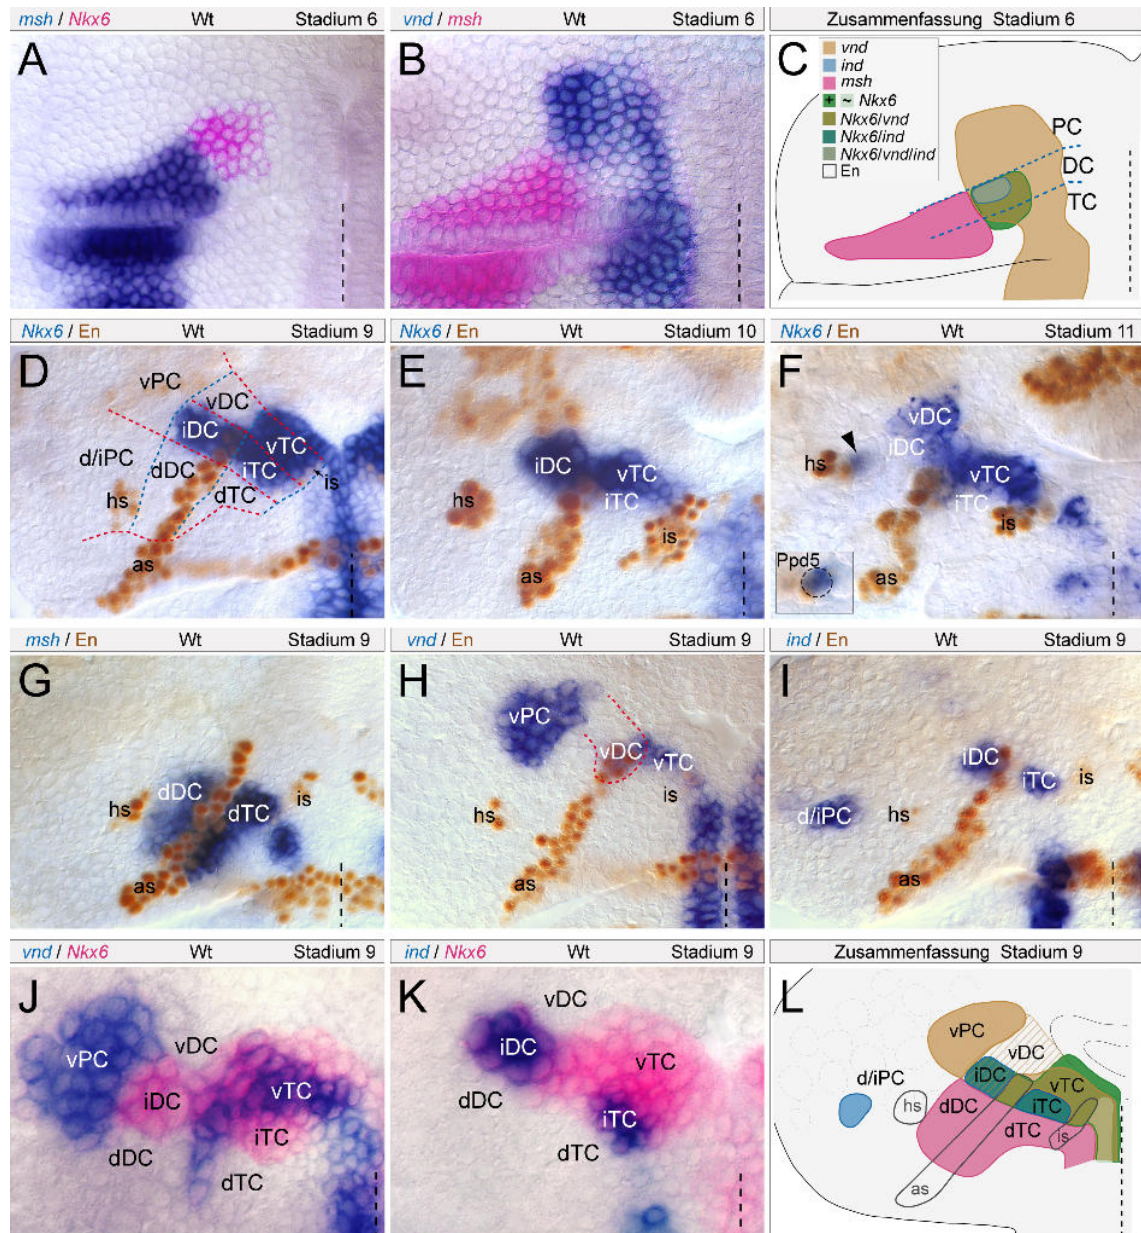 msh / Nkx6 Wt Stadium 6
A
vnd / msh Wt Stadium 6
B
Zusammenfassung Stadium 6
C
vnd
ind
msh
+ ~ Nkx6
Nkx6/vnd
Nkx6/ind
Nkx6/vnd/ind
En
PC
DC
TC
Nkx6 / En Wt Stadium 9
D
vPC
vDC
iDC
vTC
d/iPC
dDC
iTC
is
hs
dTC
as
Nkx6 / En Wt Stadium 10
E
iDC
vTC
hs
iTC
is
as
Nkx6 / En Wt Stadium 11
F
vDC
iDC
hs
vTC
iTC
is
Ppd5
as
msh / En Wt Stadium 9
G
dDC
hs
dTC
is
as
vnd / En Wt Stadium 9
H
vPC
vDC
vTC
is
hs
as
ind / En Wt Stadium 9
I
iDC
iTC
is
d/iPC
hs
as
vnd / Nkx6 Wt Stadium 9
J
vPC
vDC
iDC
vTC
iTC
dDC
dTC
ind / Nkx6 Wt Stadium 9
K
vDC
iDC
vTC
dDC
iTC
dTC
Zusammenfassung Stadium 9
L
vPC
vDC
d/iPC
iDC
vTC
hs
dDC
iTC
dTC
is
as